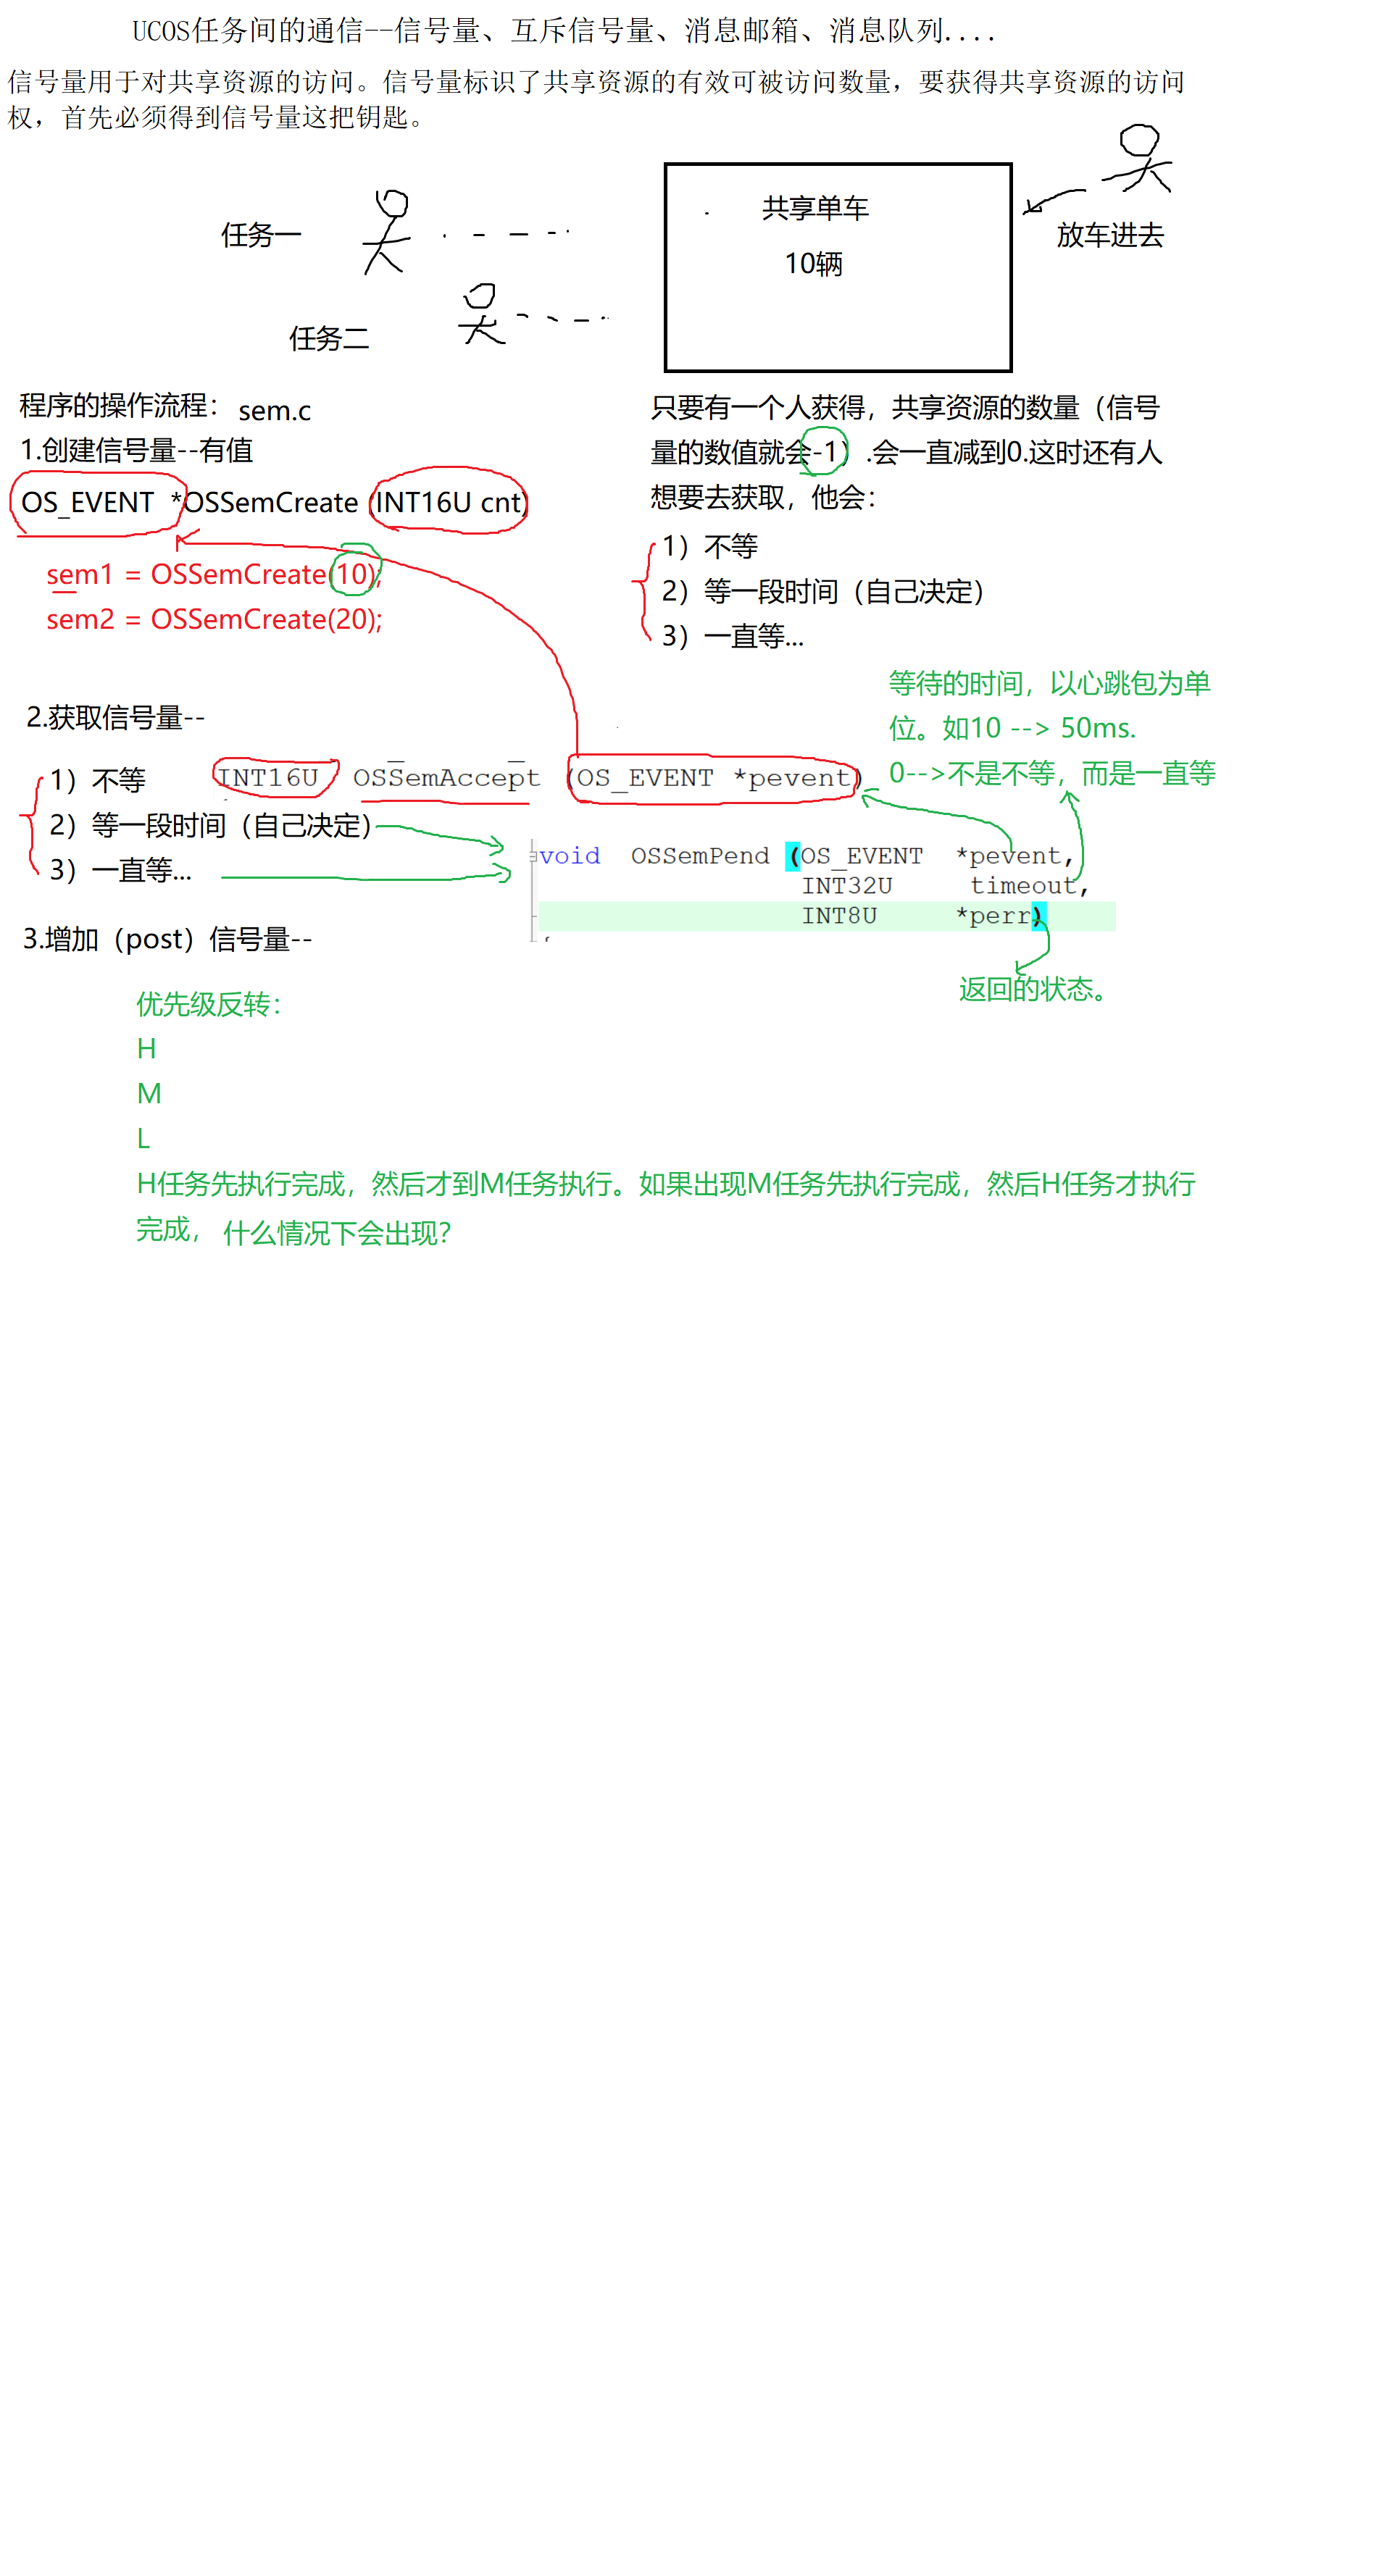 UCOS任务间的通信--信号量、互斥信号量、消息邮箱、消息队列....
信号量用于对共享资源的访问。信号量标识了共享资源的有效可被访问数量，要获得共享资源的访问
权，首先必须得到信号量这把钥匙。
共享单车
10辆
任务一
放车进去
任务二
程序的操作流程： sem.c
1.创建信号量--有值
OS_EVENT *OSSemCreate (INT16U cnt)
sem1 = OSSemCreate(10);
sem2 = OSSemCreate(20);
只要有一个人获得，共享资源的数量（信号
量的数值就会-1）.会一直减到0.这时还有人
想要去获取，他会：
1）不等
2）等一段时间（自己决定）
3）一直等...
等待的时间，以心跳包为单
位。如10 --> 50ms.
0-->不是不等，而是一直等
2.获取信号量--
1）不等 INT16U OSSemAccept (OS_EVENT *pevent)
2）等一段时间（自己决定）
3）一直等...
void OSSemPend (OS_EVENT *pevent,
INT32U timeout,
INT8U *perr)
返回的状态。
3.增加（post）信号量--
优先级反转：
H
M
L
H任务先执行完成，然后才到M任务执行。如果出现M任务先执行完成，然后H任务才执行
完成， 什么情况下会出现？